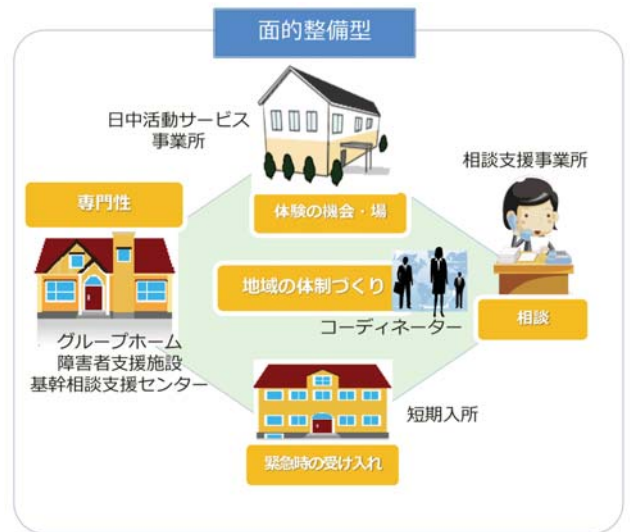 面的整備型
日中活動サービス
事業所
相談支援事業所
専門性
体験の機会・場
地域の体制づくり
コーディネーター
相談
グループホーム
障害者支援施設
基幹相談支援センター
短期入所
緊急時の受け入れ